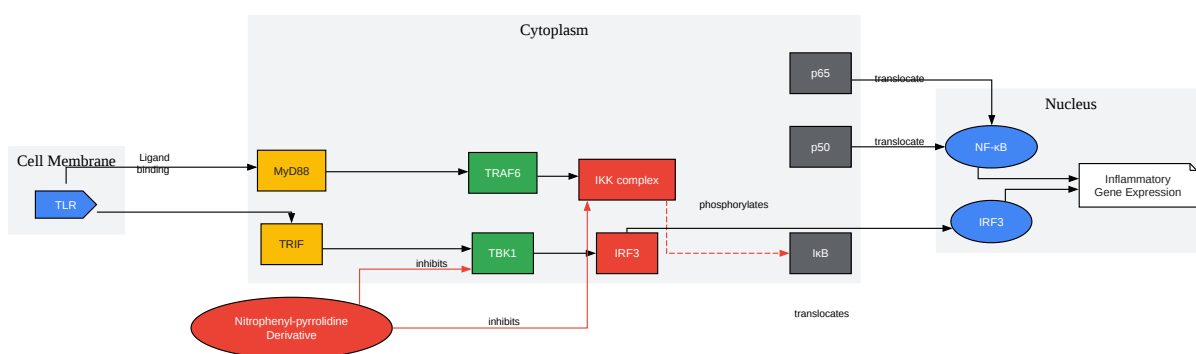 Cytoplasm
p65
translocate
Nucleus
Cell Membrane
Ligand
binding
MyD88
TRAF6
IKK complex
p50
translocate
NF-κB
Inflammatory
Gene Expression
TLR
phosphorylates
TRIF
TBK1
IRF3
IκB
IRF3
inhibits
Nitrophenyl-pyrrolidine
Derivative
inhibits
translocates